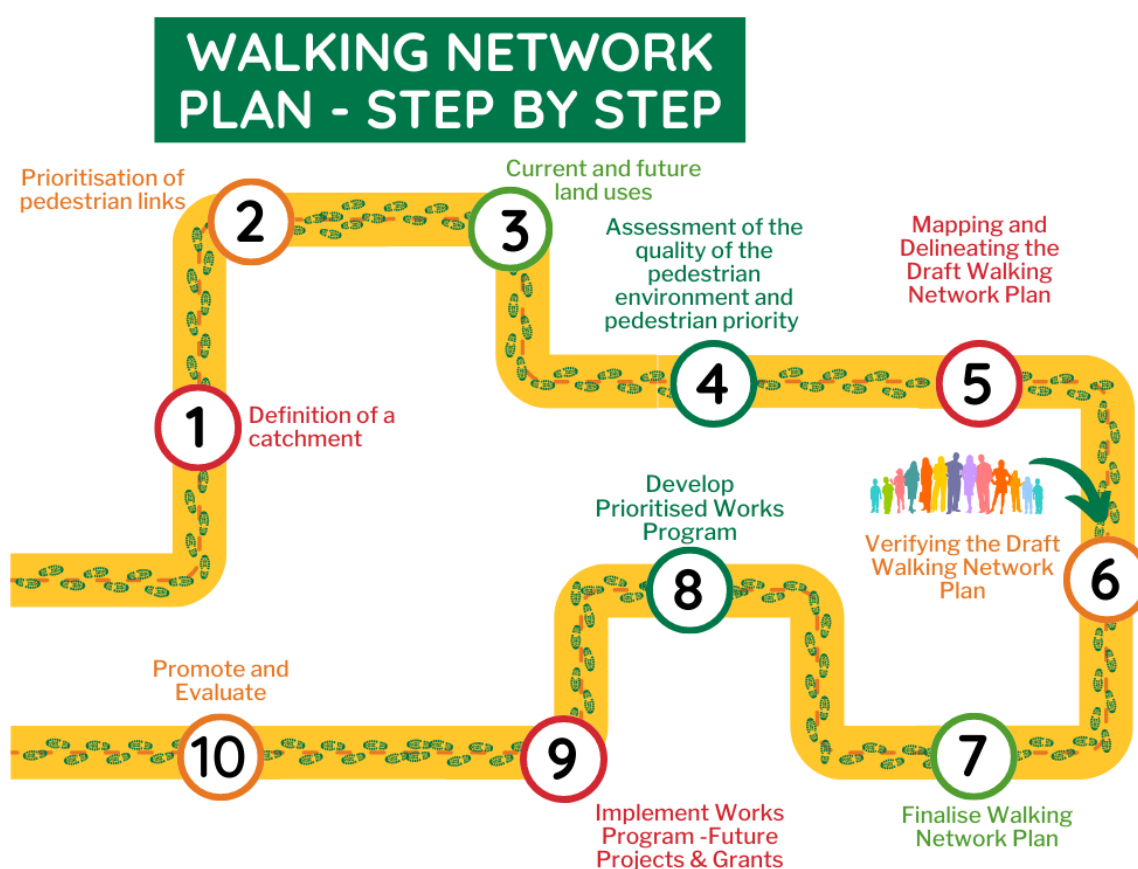 WALKING NETWORK
PLAN - STEP BY STEP
1
Definition of a
catchment
Prioritisation of
pedestrian links
2
Current and future
land uses
3
Assessment of the
quality of the
pedestrian
environment and
pedestrian priority
4
Mapping and
Delineating the
Draft Walking
Network Plan
5
Verifying the Draft
Walking Network
Plan
6
7
Finalise Walking
Network Plan
Develop
Prioritised Works
Program
8
9
Implement Works
Program -Future
Projects & Grants
Promote and
Evaluate
10